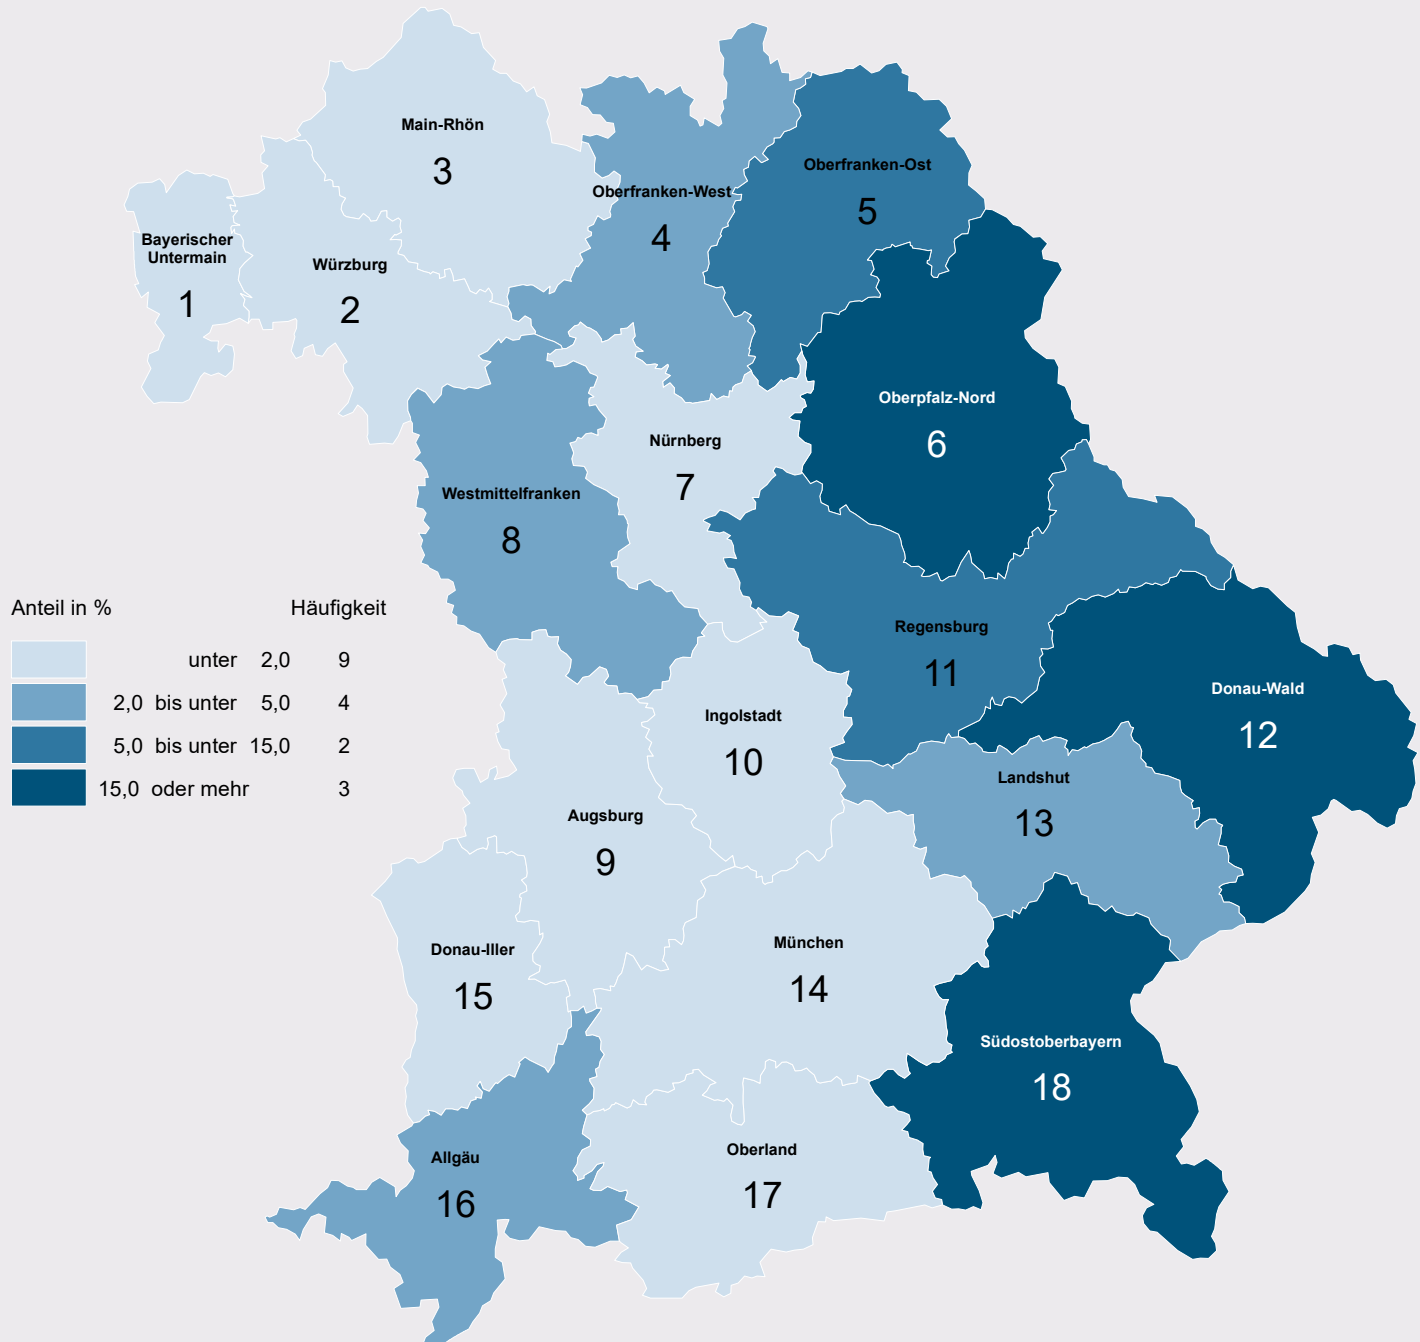 Main-Rhön
3
Oberfranken-Ost
5
Oberfranken-West
4
Bayerischer
Untermain
1
Würzburg
2
Oberpfalz-Nord
6
Nürnberg
7
Westmittelfranken
8
Anteil in % Häufigkeit
unter 2,0 9
2,0 bis unter 5,0 4
5,0 bis unter 15,0 2
15,0 oder mehr 3
Regensburg
11
Donau-Wald
12
Ingolstadt
10
Landshut
13
Augsburg
9
Donau-Iller
15
München
14
Südostoberbayern
18
Allgäu
16
Oberland
17